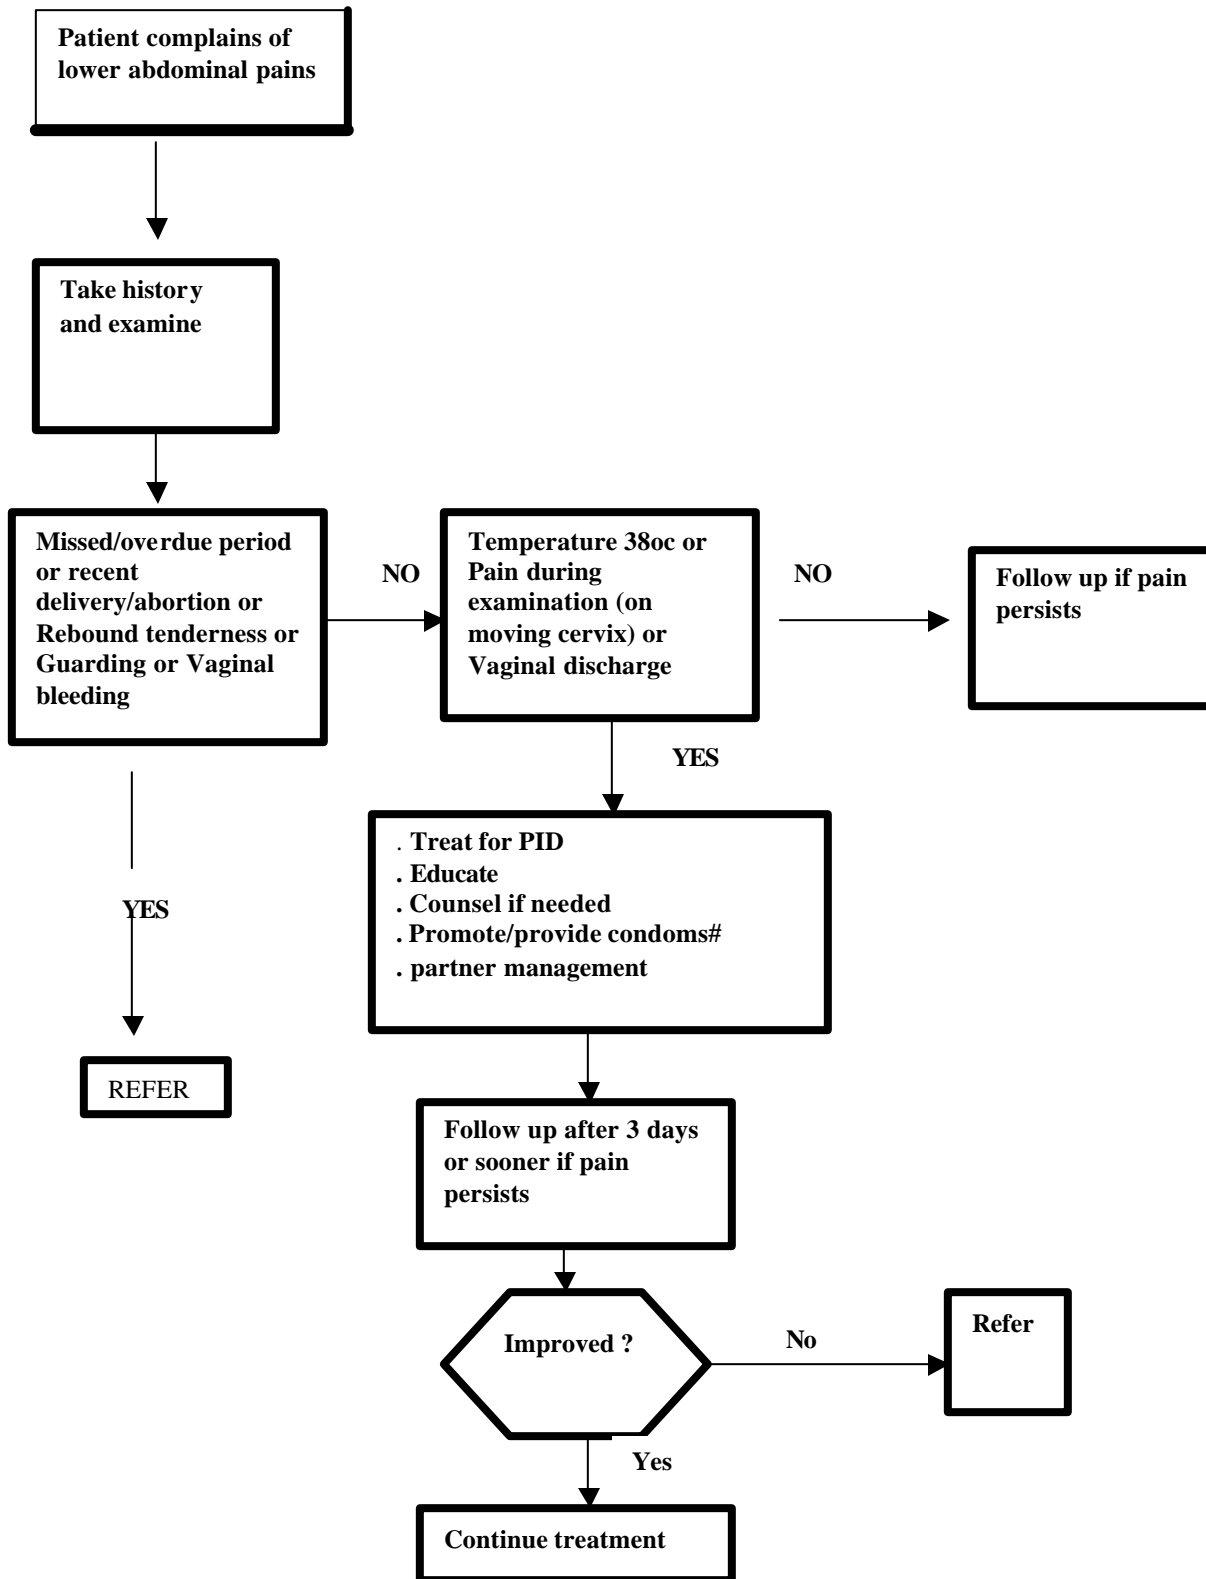 Patient complains of
lower abdominal pains
Take history
and examine
Missed/overdue period
or recent
delivery/abortion or
Rebound tenderness or
Guarding or Vaginal
bleeding
NO
Temperature 38oc or
Pain during
examination (on
moving cervix) or
Vaginal discharge
NO
Follow up if pain
persists
YES
. Treat for PID
. Educate
. Counsel if needed
. Promote/provide condoms#
. partner management
YES
REFER
Follow up after 3 days
or sooner if pain
persists
Improved ?
No
Refer
Yes
Continue treatment